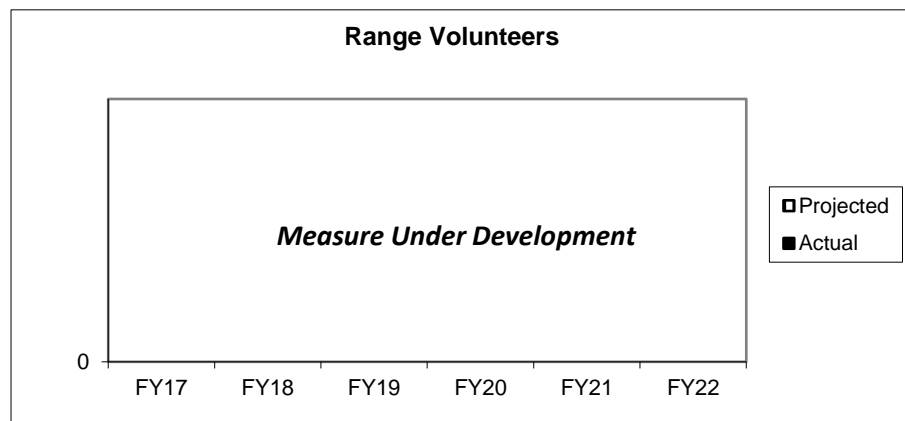 Range Volunteers
Measure Under Development
Projected
Actual
0
FY17 FY18 FY19 FY20 FY21 FY22